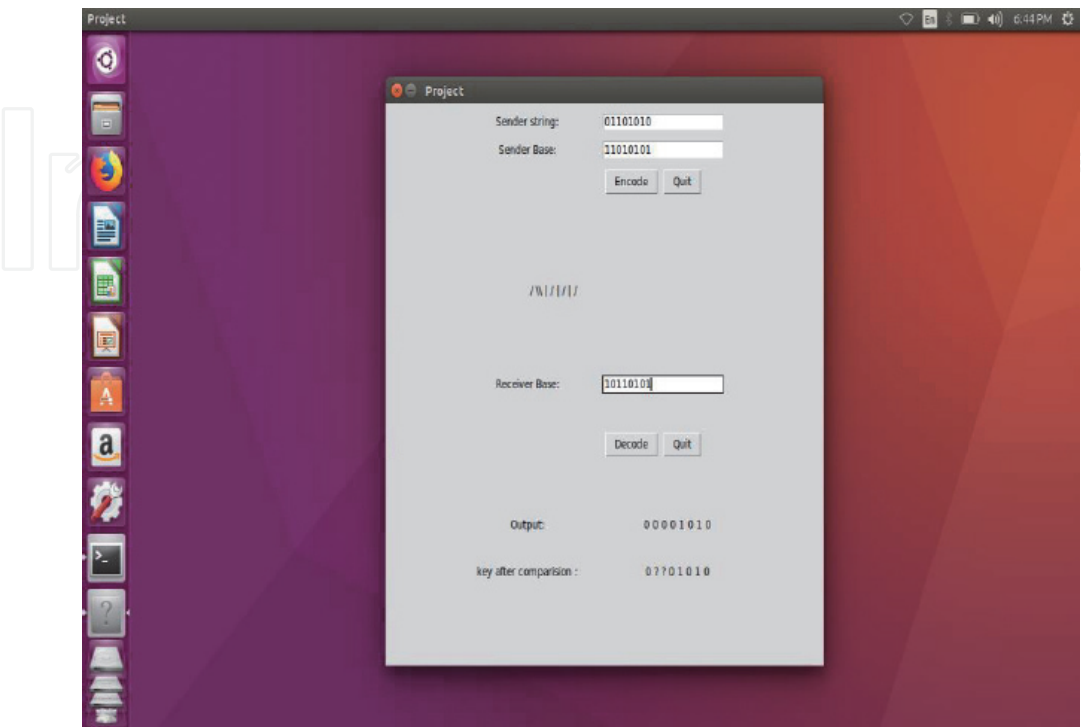 Project
En
6:44 PM
Project
Sender string: 01101010
Sender Base: 11010101
Encode Quit
Receiver Base: 10110101
Decode Quit
Output: 0 0 0 0 1 0 1 0
key after comparision : 0 ? ? 0 1 0 1 0